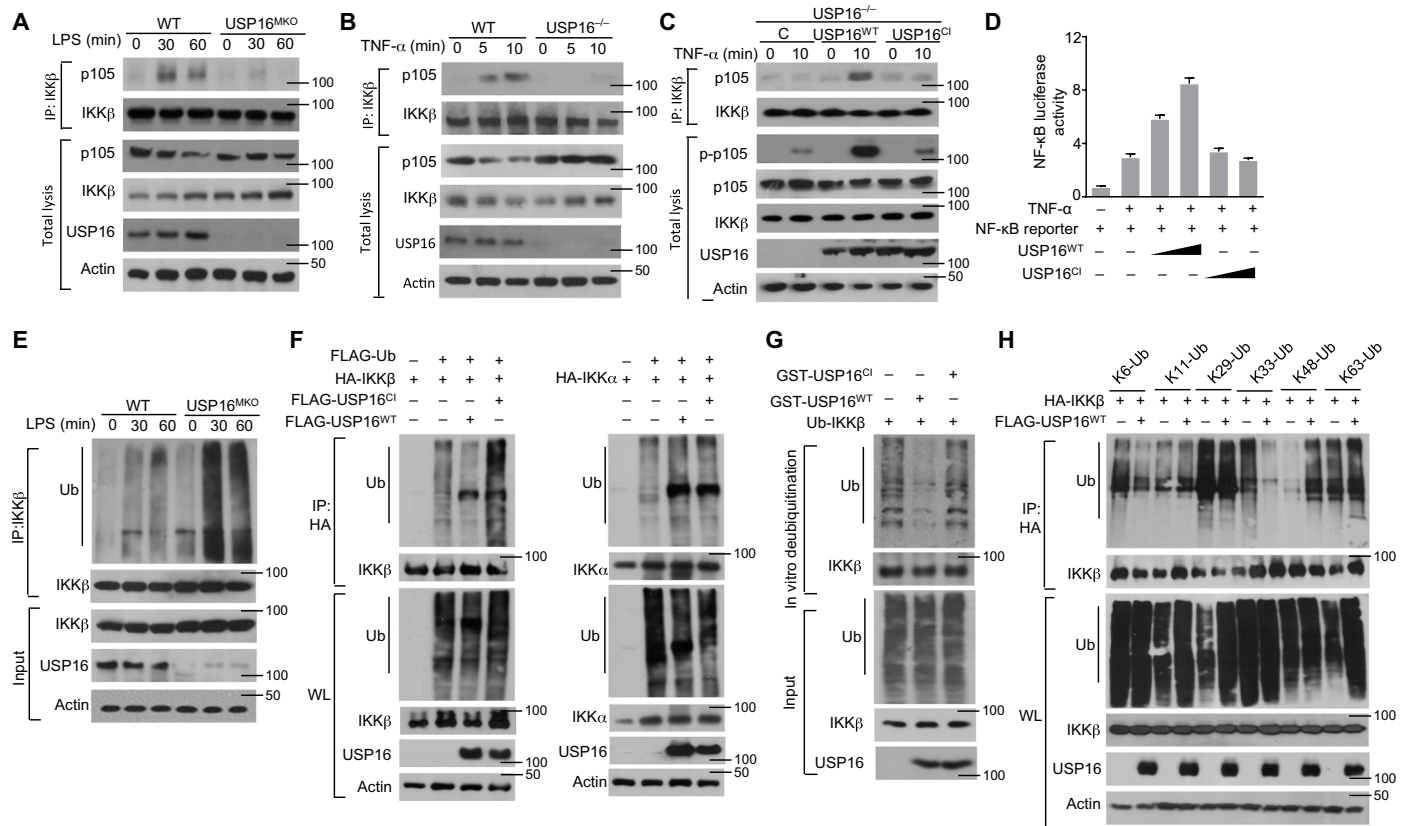 A
WT USP16MKO
LPS (min) 0 30 60 0 30 60
IP: IKKβ
p105 100
IKKβ 100
Total lysis
p105 100
IKKβ 100
USP16 100
Actin 50
B
WT USP16–/–
TNF-α (min) 0 5 10 0 5 10
IP: IKKβ
p105 100
IKKβ 100
Total lysis
p105 100
IKKβ 100
USP16 100
Actin 50
C
USP16–/–
C USP16WT USP16CI
TNF-α (min) 0 10 0 10 0 10
IP: IKKβ
p105 100
IKKβ 100
Total lysis
p-p105 100
p105 100
IKKβ
USP16 100
Actin 50
D
NF-κB luciferase
activity
12
8
4
0
TNF-α – + + + + +
NF-κB reporter + + + + + +
USP16WT – – – –
USP16CI – – – –
E
WT USP16MKO
LPS (min) 0 30 60 0 30 60
IP:IKKβ
Ub
IKKβ 100
Input
IKKβ 100
USP16 100
Actin 50
F
FLAG-Ub – + + +
HA-IKKβ + + + +
FLAG-USP16CI – – – +
FLAG-USP16WT – – + –
IP:
HA
Ub
IKKβ 100
WL
Ub
IKKβ 100
USP16 100
Actin 50
– + + +
HA-IKKα + + + +
– – – +
– – + –
Ub
IKKα 100
Ub
IKKα 100
USP16 100
Actin 50
G
GST-USP16CI – – +
GST-USP16WT – + –
Ub-IKKβ + + +
In vitro deubiquitination
Ub
IKKβ 100
Input
Ub
IKKβ 100
USP16 100
H
K6-Ub K11-Ub K29-Ub K33-Ub K48-Ub K63-Ub
HA-IKKβ + + + + + + + + + + + +
FLAG-USP16WT – + – + – + – + – + – +
IP:
HA
Ub
IKKβ 100
WL
Ub
IKKβ 100
USP16 100
Actin